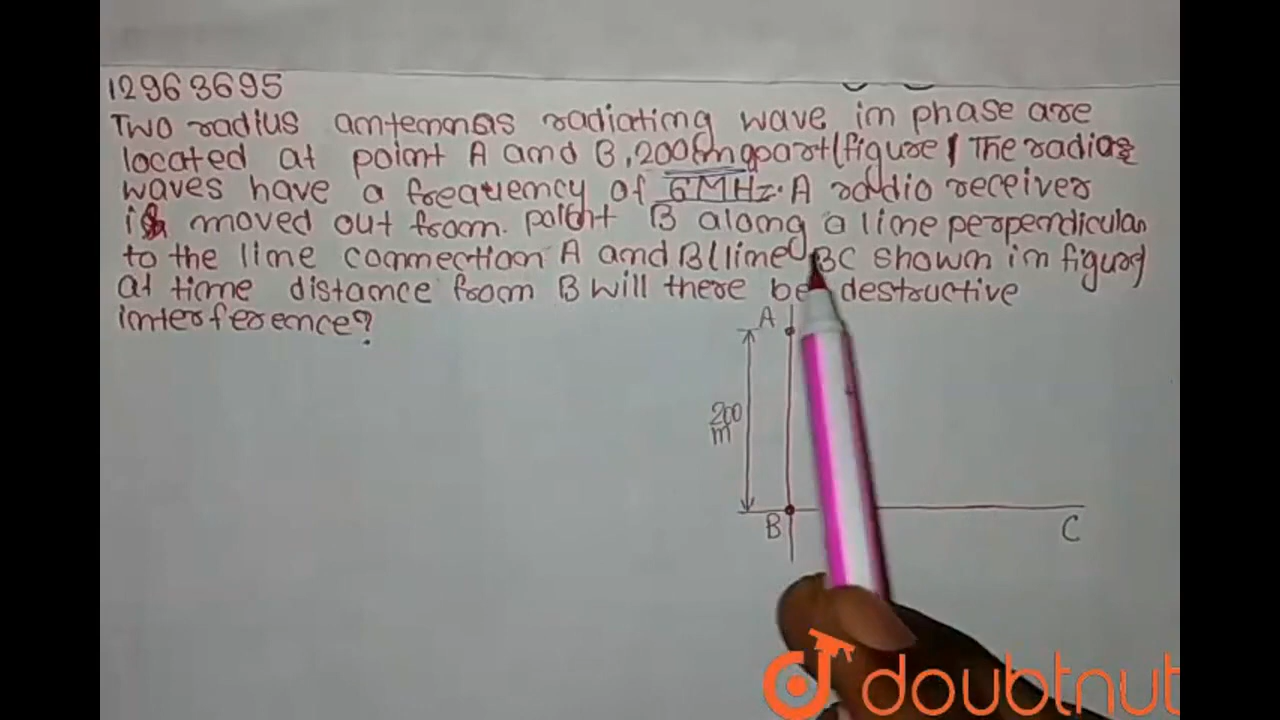 12963695
Two radius antennas radiating wave in phase are
located at point A and B, 200 m apart (figure) The radios
waves have a frequency of 6MHz. A radio receiver
is moved out from. point B along a line perpendicular
to the line connection A and B(line BC shown in figure)
at time distance from B will there be destructive
interference?
A
200
m
B
C
doubtnut